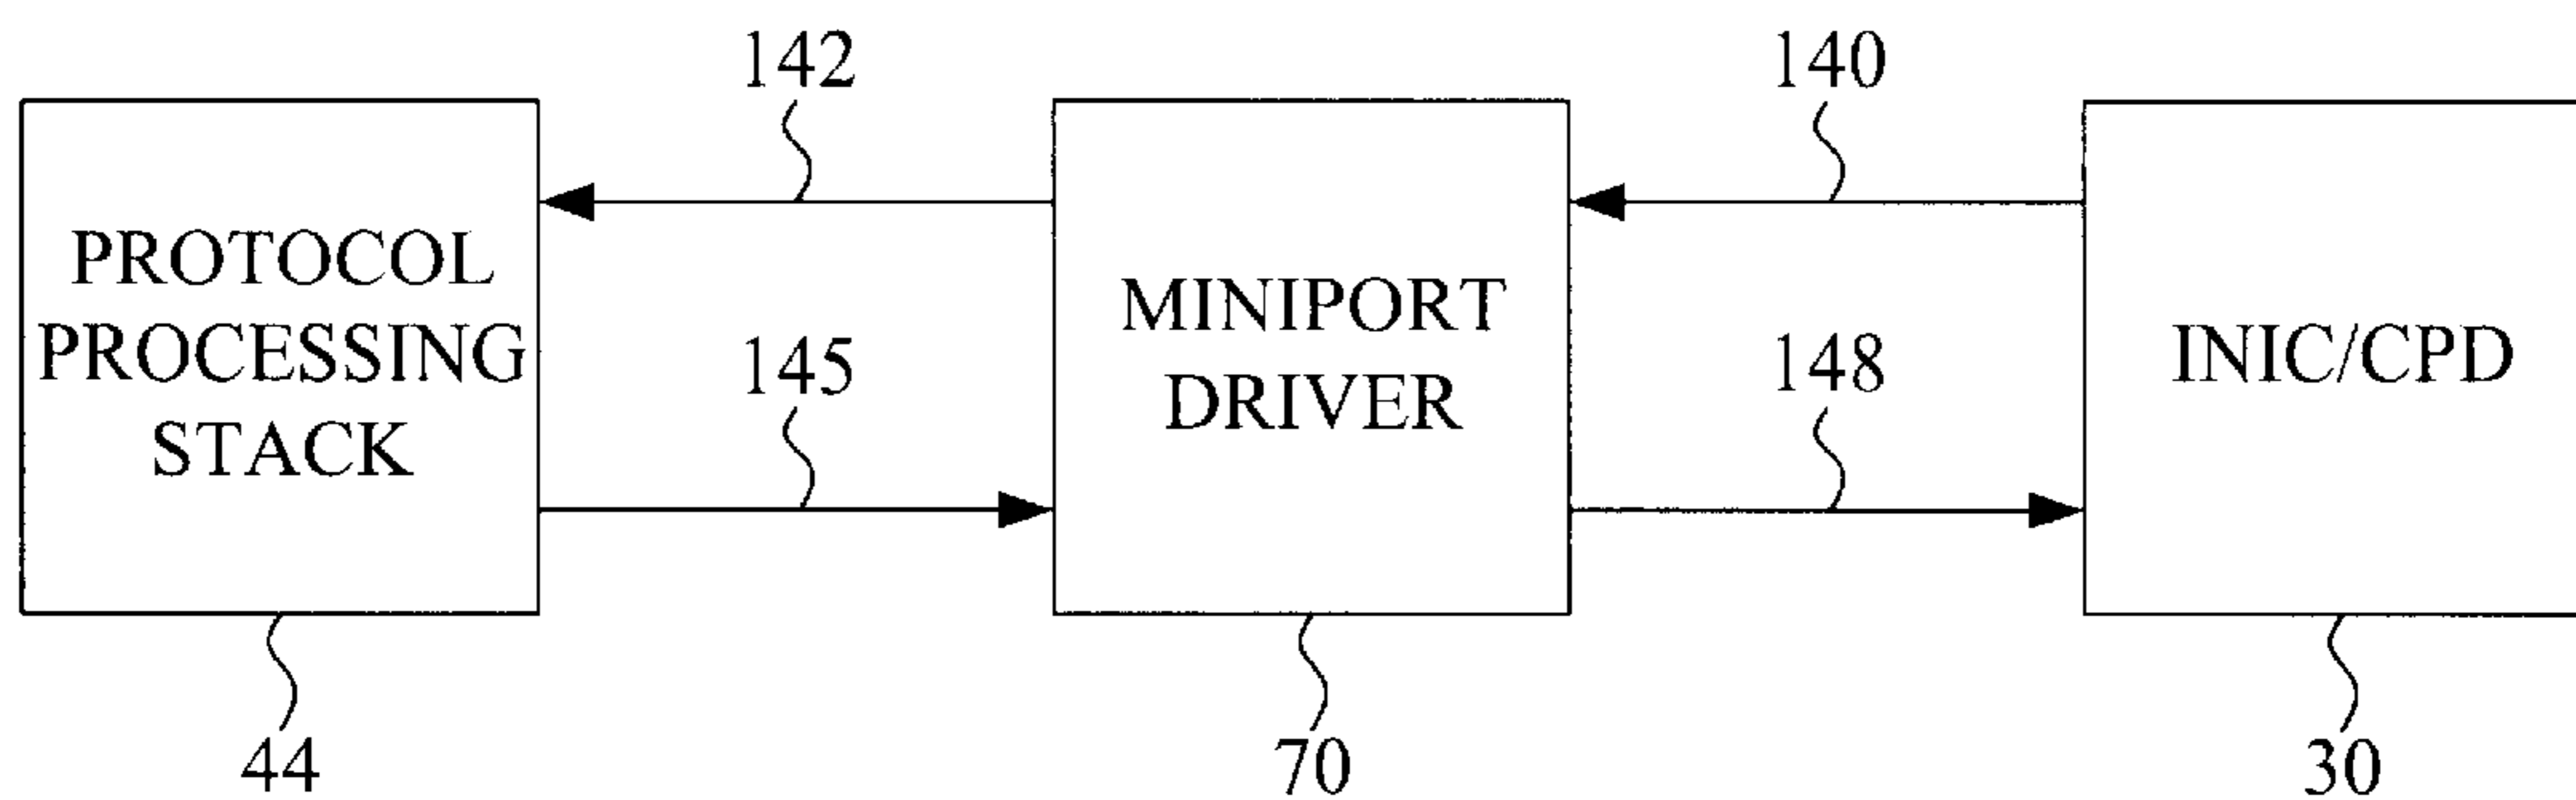 142
140
PROTOCOL
PROCESSING
STACK
145
MINIPORT
DRIVER
148
INIC/CPD
44
70
30